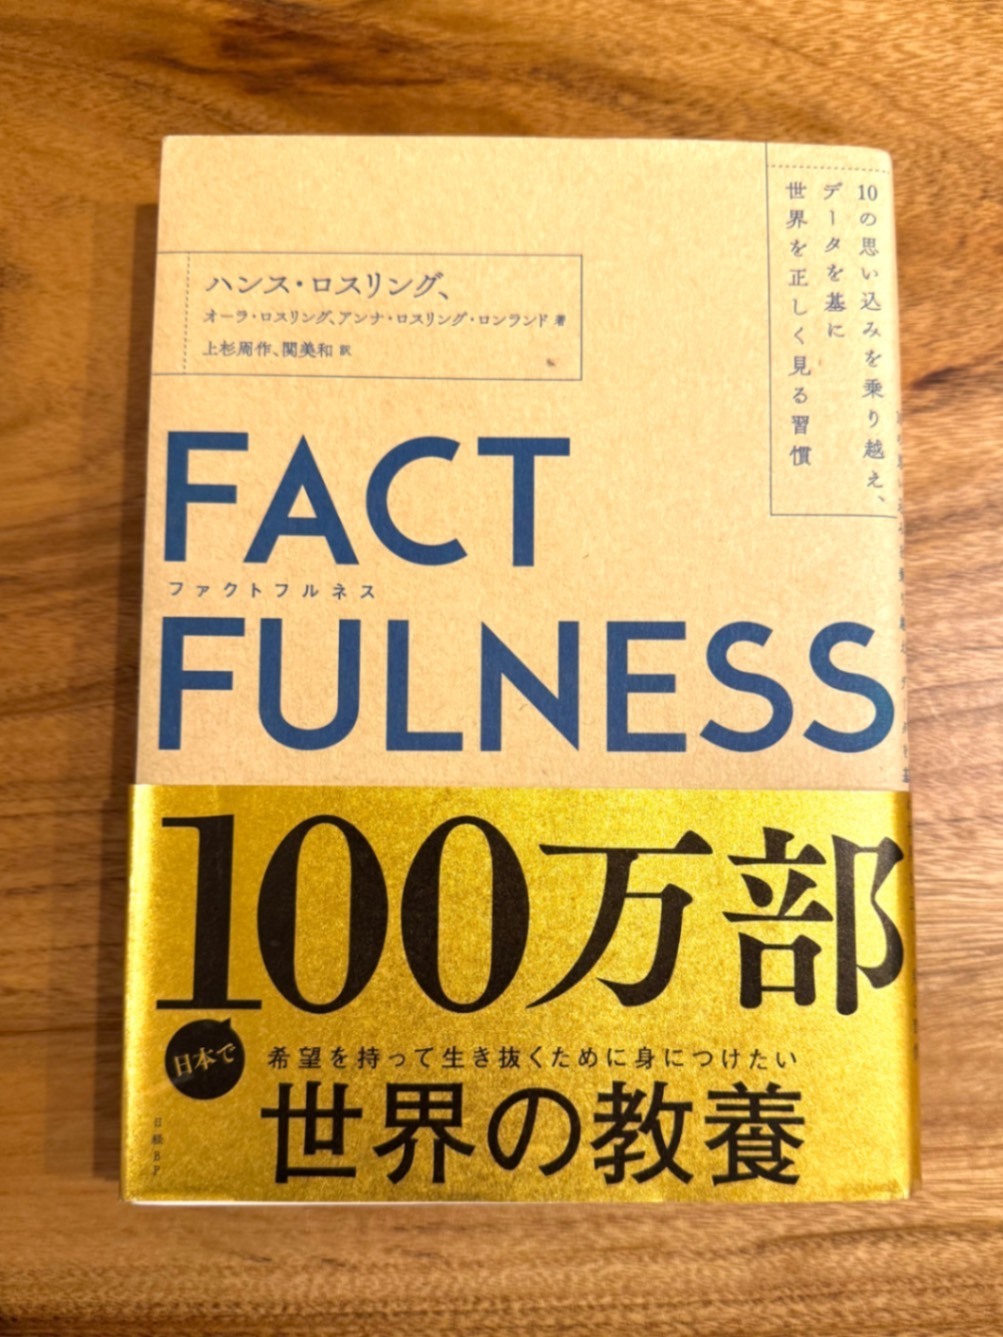 10の思い込みを乗り越え、
データを基に
世界を正しく見る習慣
ハンス・ロスリング、
オーラ・ロスリング、アンナ・ロスリング・ロンランド 著
上杉周作、関美和 訳
FACT
ファクトフルネス
FULNESS
100万部
日本で
希望を持って生き抜くために身につけたい
世界の教養
日経BP